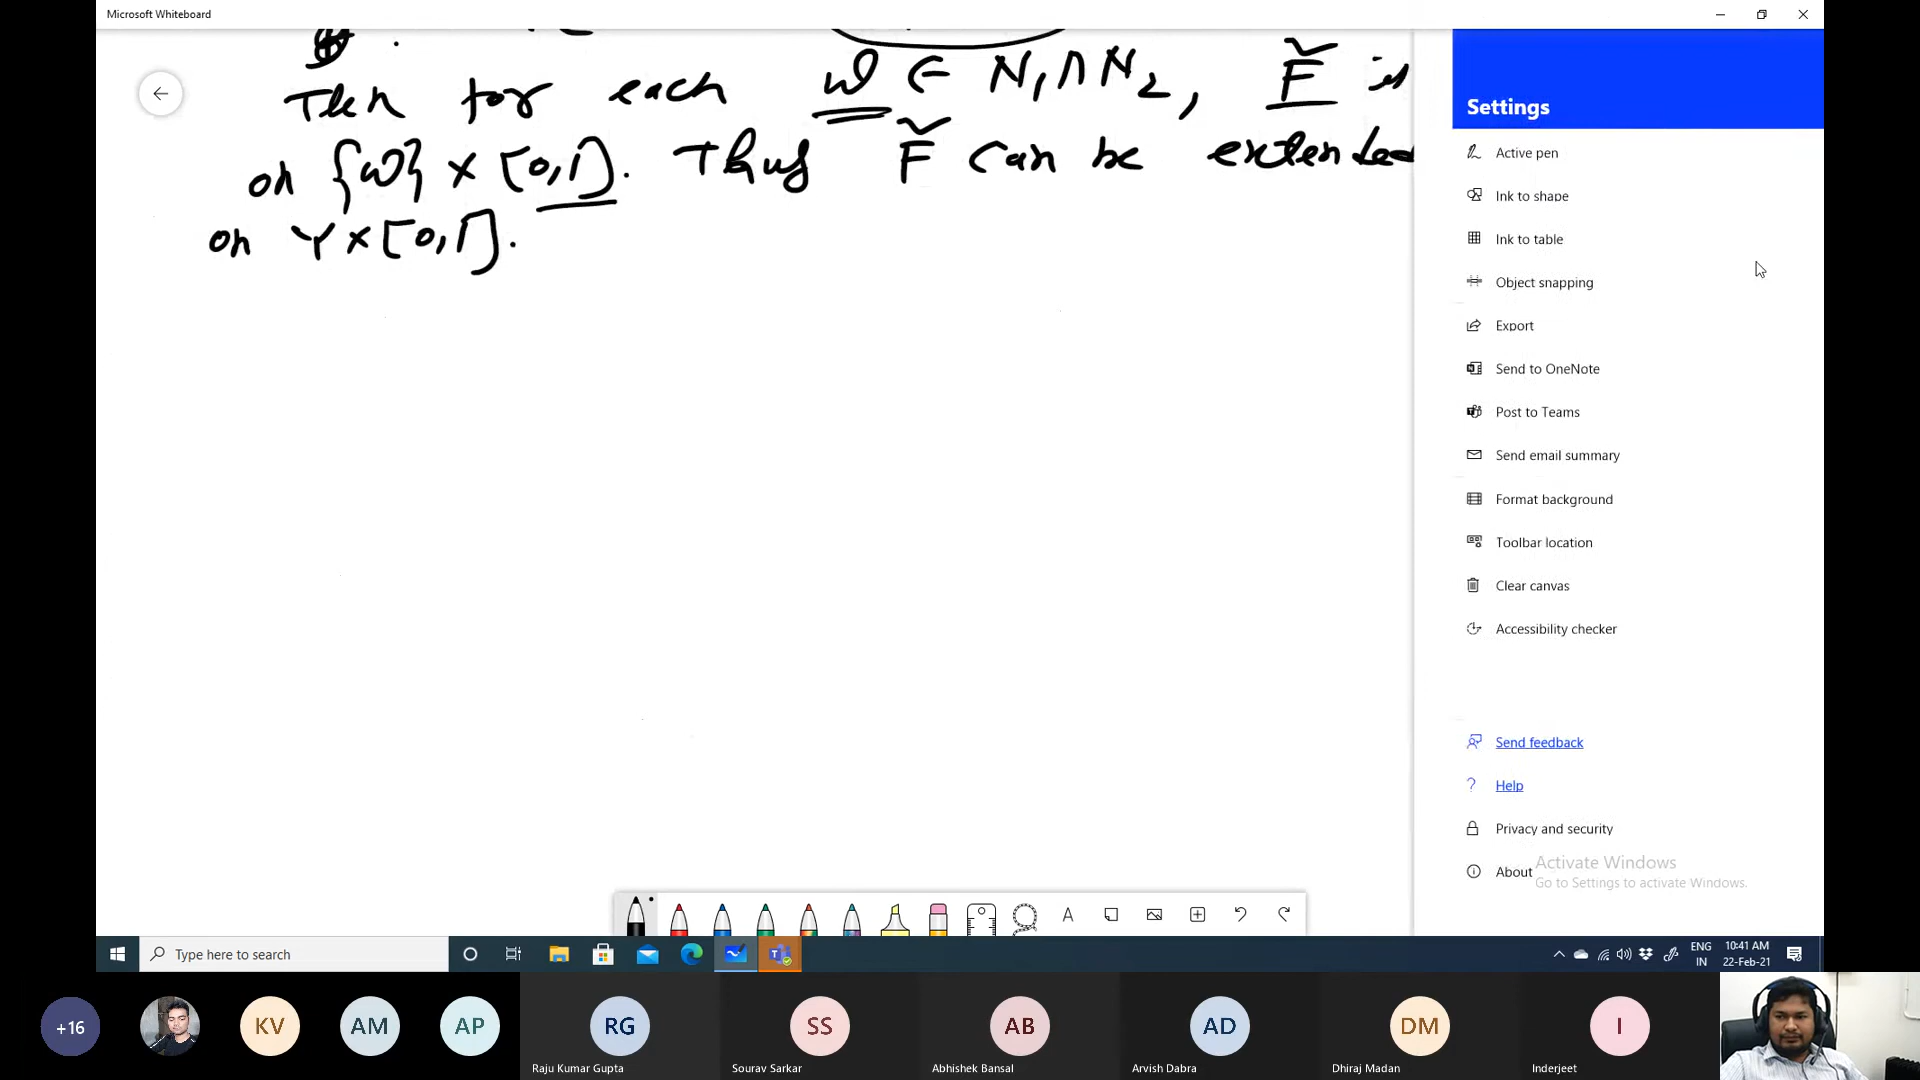 Microsoft Whiteboard
Then for each ω ∈ N₁∩N₂, F̃ is
on {ω} × [0,1]. Thus F̃ can be extended
on Y×[0,1].
Settings
Active pen
Ink to shape
Ink to table
Object snapping
Export
Send to OneNote
Post to Teams
Send email summary
Format background
Toolbar location
Clear canvas
Accessibility checker
Send feedback
Help
Privacy and security
About
Activate Windows
Go to Settings to activate Windows.
A
Type here to search
ENG
IN
10:41 AM
22-Feb-21
+16
KV
AM
AP
RG
SS
AB
AD
DM
I
Raju Kumar Gupta
Sourav Sarkar
Abhishek Bansal
Arvish Dabra
Dhiraj Madan
Inderjeet